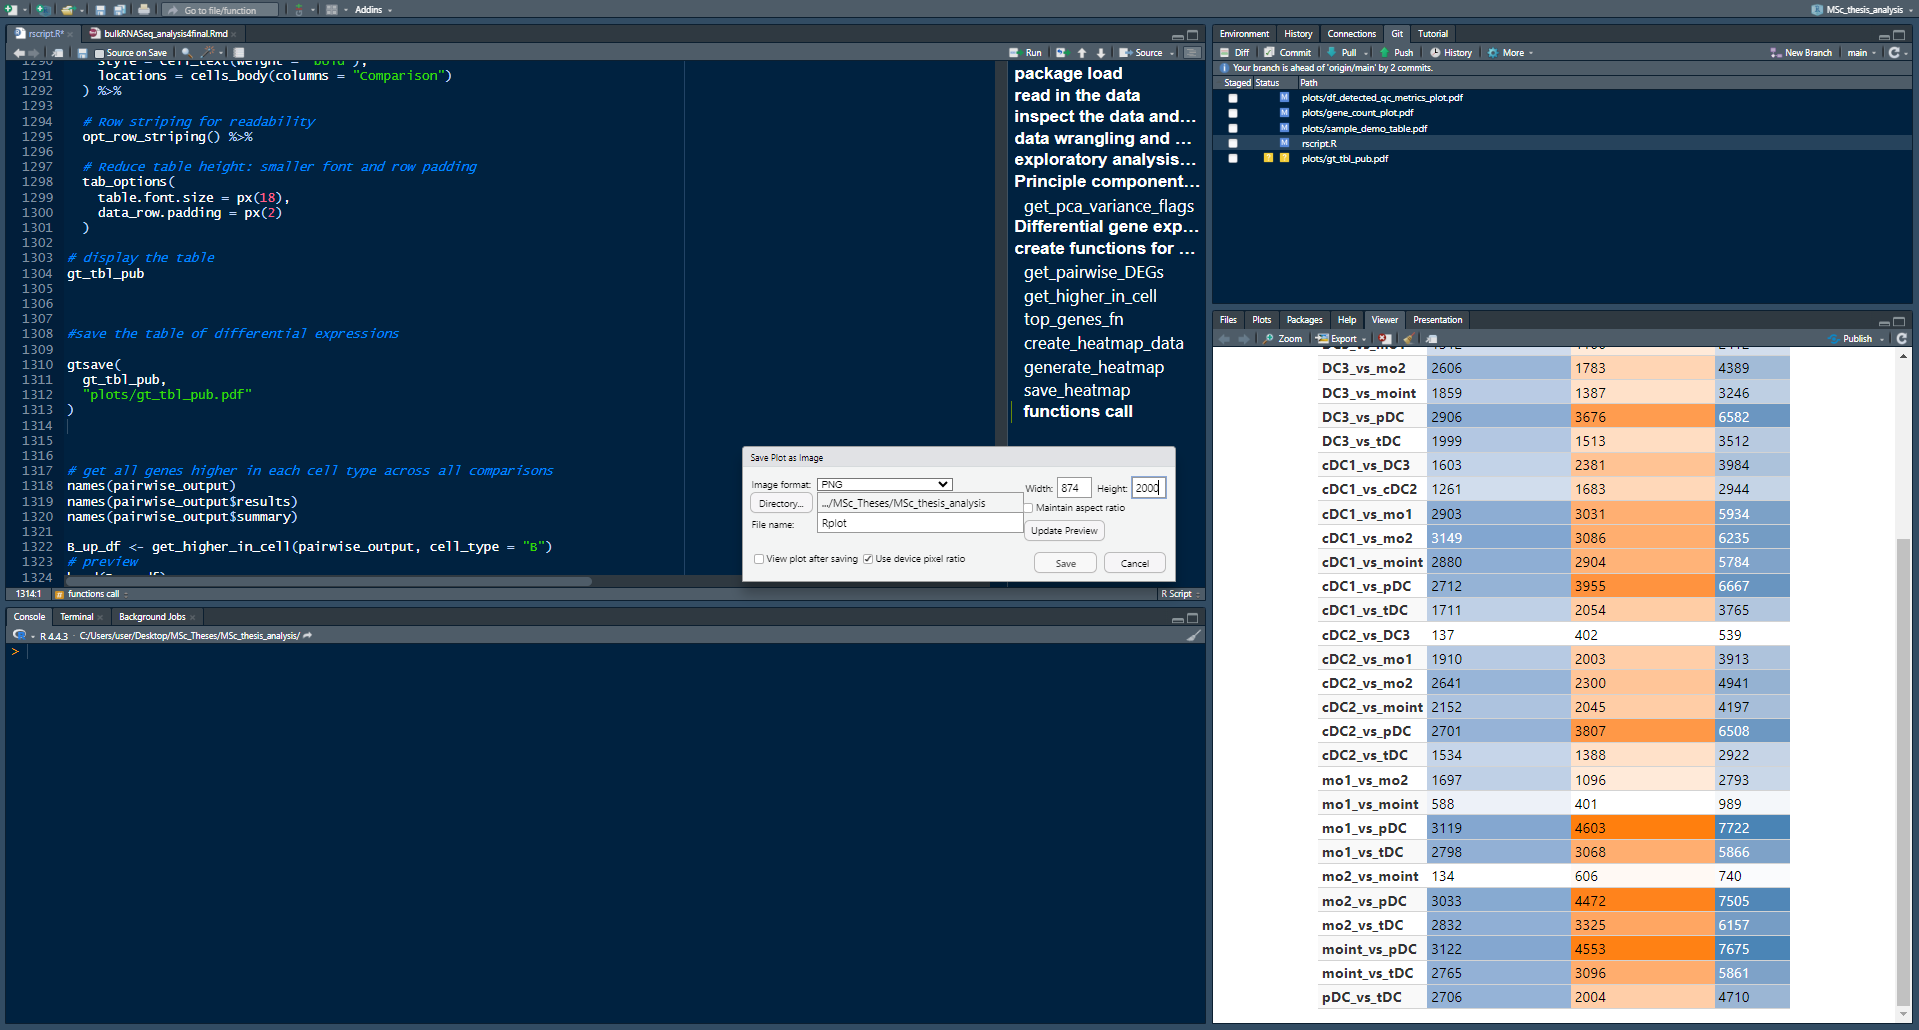 Go to file/function
Addins
MSc_thesis_analysis
rscript.R*
bulkRNASeq_analysis4final.Rmd
Source on Save
Run
Source
1290 style = cell_text(weight = "bold"),
1291 locations = cells_body(columns = "Comparison")
1292 ) %>%
1293
1294 # Row striping for readability
1295 opt_row_striping() %>%
1296
1297 # Reduce table height: smaller font and row padding
1298 tab_options(
1299 table.font.size = px(18),
1300 data_row.padding = px(2)
1301 )
1302
1303 # display the table
1304 gt_tbl_pub
1305
1306
1307
1308 #save the table of differential expressions
1309
1310 gtsave(
1311 gt_tbl_pub,
1312 "plots/gt_tbl_pub.pdf"
1313 )
1314
1315
1316
1317 # get all genes higher in each cell type across all comparisons
1318 names(pairwise_output)
1319 names(pairwise_output$results)
1320 names(pairwise_output$summary)
1321
1322 B_up_df <- get_higher_in_cell(pairwise_output, cell_type = "B")
1323 # preview
1324
1314:1 functions call
R Script
package load
read in the data
inspect the data and...
data wrangling and ...
exploratory analysis...
Principle component...
get_pca_variance_flags
Differential gene exp...
create functions for ...
get_pairwise_DEGs
get_higher_in_cell
top_genes_fn
create_heatmap_data
generate_heatmap
save_heatmap
functions call
Save Plot as Image
Image format: PNG
Width: 874 Height: 2000
Directory... .../MSc_Theses/MSc_thesis_analysis
Maintain aspect ratio
File name: Rplot
Update Preview
View plot after saving
Use device pixel ratio
Save
Cancel
Console Terminal Background Jobs
R 4.4.3 · C:/Users/user/Desktop/MSc_Theses/MSc_thesis_analysis/
>
Environment History Connections Git Tutorial
Diff Commit Pull Push History More New Branch main
Your branch is ahead of 'origin/main' by 2 commits.
Staged Status Path
M plots/df_detected_qc_metrics_plot.pdf
M plots/gene_count_plot.pdf
M plots/sample_demo_table.pdf
M rscript.R
? ? plots/gt_tbl_pub.pdf
Files Plots Packages Help Viewer Presentation
Zoom Export Publish
DC3_vs_mo2 2606 1783 4389
DC3_vs_moint 1859 1387 3246
DC3_vs_pDC 2906 3676 6582
DC3_vs_tDC 1999 1513 3512
cDC1_vs_DC3 1603 2381 3984
cDC1_vs_cDC2 1261 1683 2944
cDC1_vs_mo1 2903 3031 5934
cDC1_vs_mo2 3149 3086 6235
cDC1_vs_moint 2880 2904 5784
cDC1_vs_pDC 2712 3955 6667
cDC1_vs_tDC 1711 2054 3765
cDC2_vs_DC3 137 402 539
cDC2_vs_mo1 1910 2003 3913
cDC2_vs_mo2 2641 2300 4941
cDC2_vs_moint 2152 2045 4197
cDC2_vs_pDC 2701 3807 6508
cDC2_vs_tDC 1534 1388 2922
mo1_vs_mo2 1697 1096 2793
mo1_vs_moint 588 401 989
mo1_vs_pDC 3119 4603 7722
mo1_vs_tDC 2798 3068 5866
mo2_vs_moint 134 606 740
mo2_vs_pDC 3033 4472 7505
mo2_vs_tDC 2832 3325 6157
moint_vs_pDC 3122 4553 7675
moint_vs_tDC 2765 3096 5861
pDC_vs_tDC 2706 2004 4710